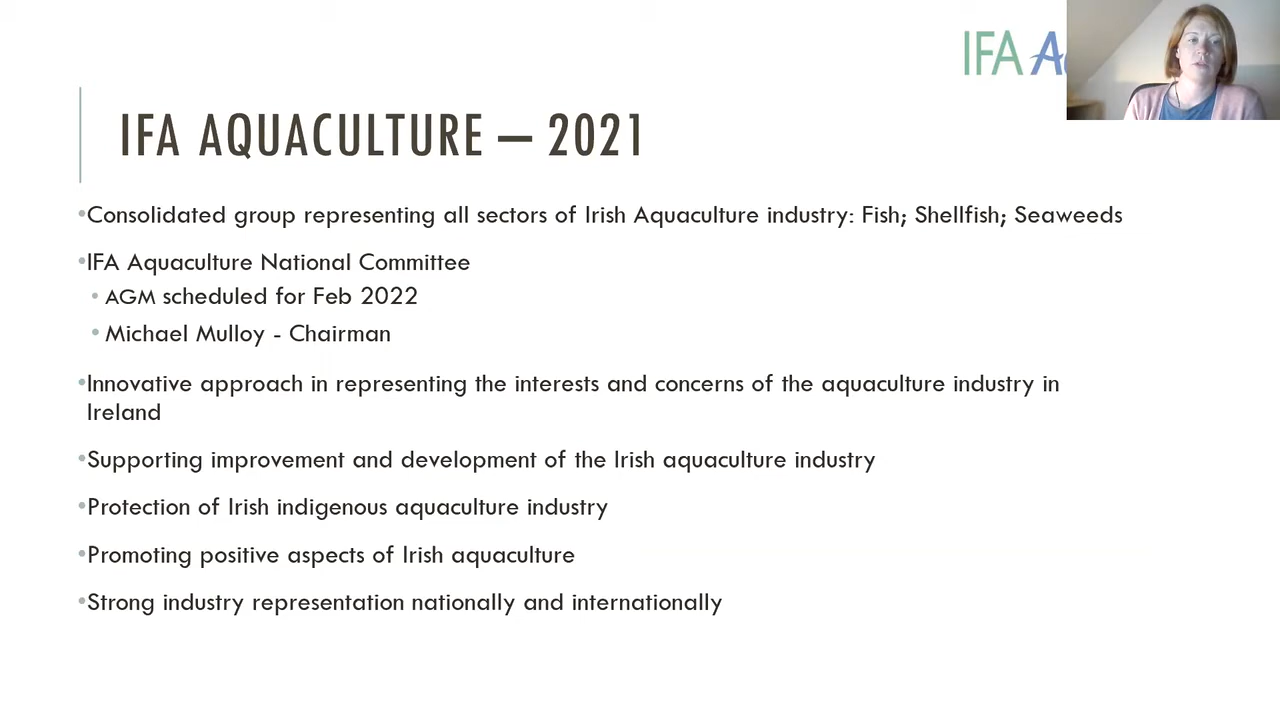 IFA
IFA AQUACULTURE – 2021
•Consolidated group representing all sectors of Irish Aquaculture industry: Fish; Shellfish; Seaweeds
•IFA Aquaculture National Committee
• AGM scheduled for Feb 2022
• Michael Mulloy - Chairman
•Innovative approach in representing the interests and concerns of the aquaculture industry in
Ireland
•Supporting improvement and development of the Irish aquaculture industry
•Protection of Irish indigenous aquaculture industry
•Promoting positive aspects of Irish aquaculture
•Strong industry representation nationally and internationally